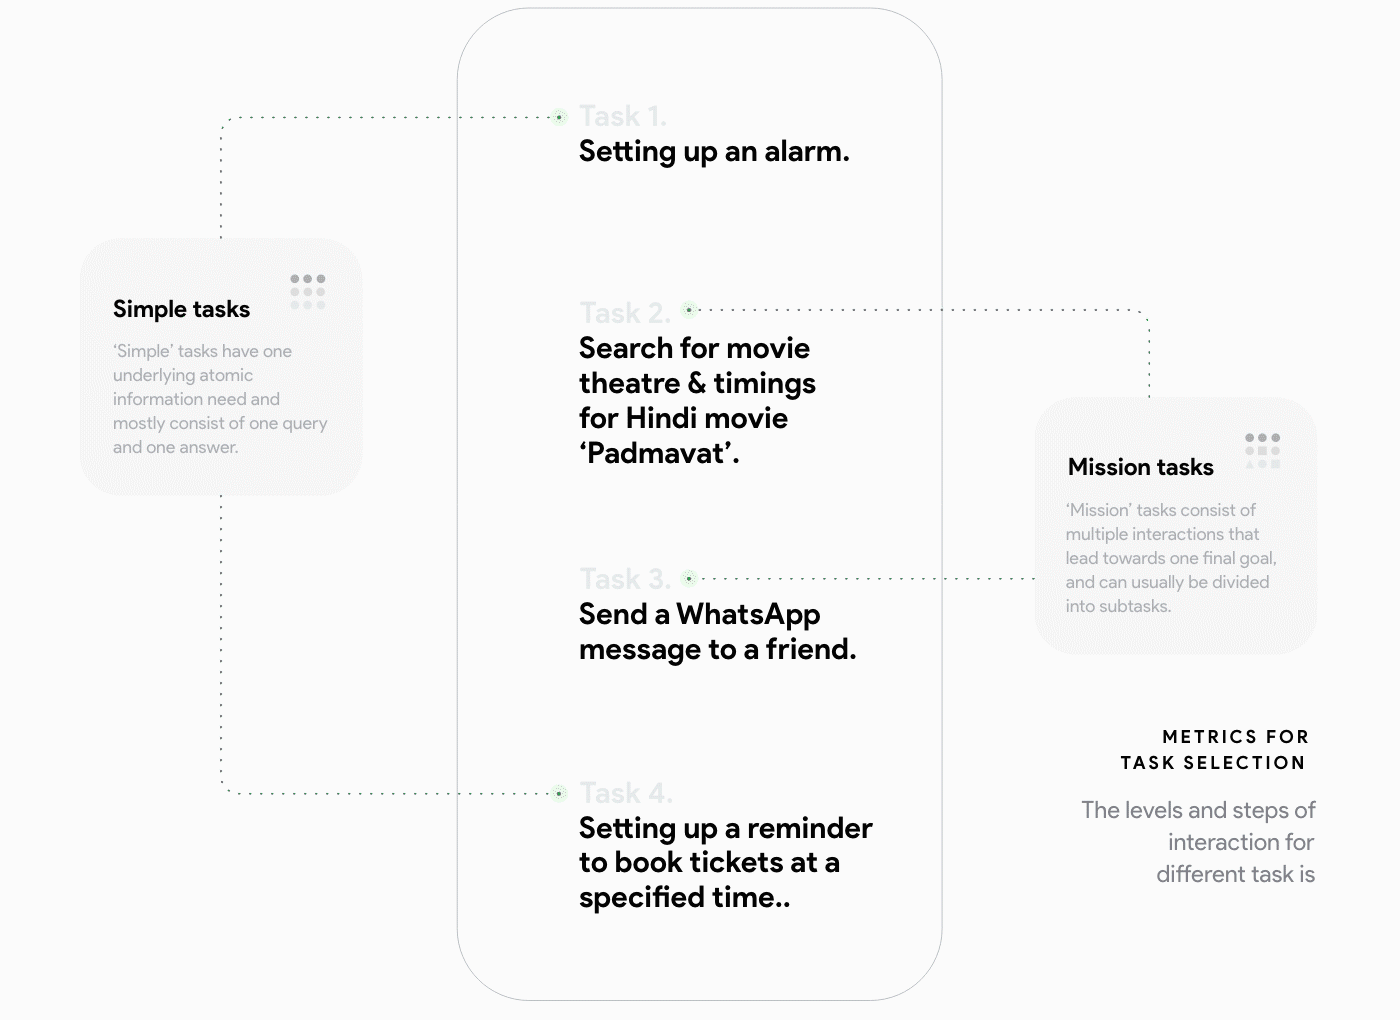 Task 1.
Setting up an alarm.
Simple tasks
‘Simple’ tasks have one
underlying atomic
information need and
mostly consist of one query
and one answer.
Task 2.
Search for movie
theatre & timings
for Hindi movie
‘Padmavat’.
Mission tasks
‘Mission’ tasks consist of
multiple interactions that
lead towards one final goal,
and can usually be divided
into subtasks.
Task 3.
Send a WhatsApp
message to a friend.
Task 4.
Setting up a reminder
to book tickets at a
specified time..
METRICS FOR
TASK SELECTION
The levels and steps of
interaction for
different task is